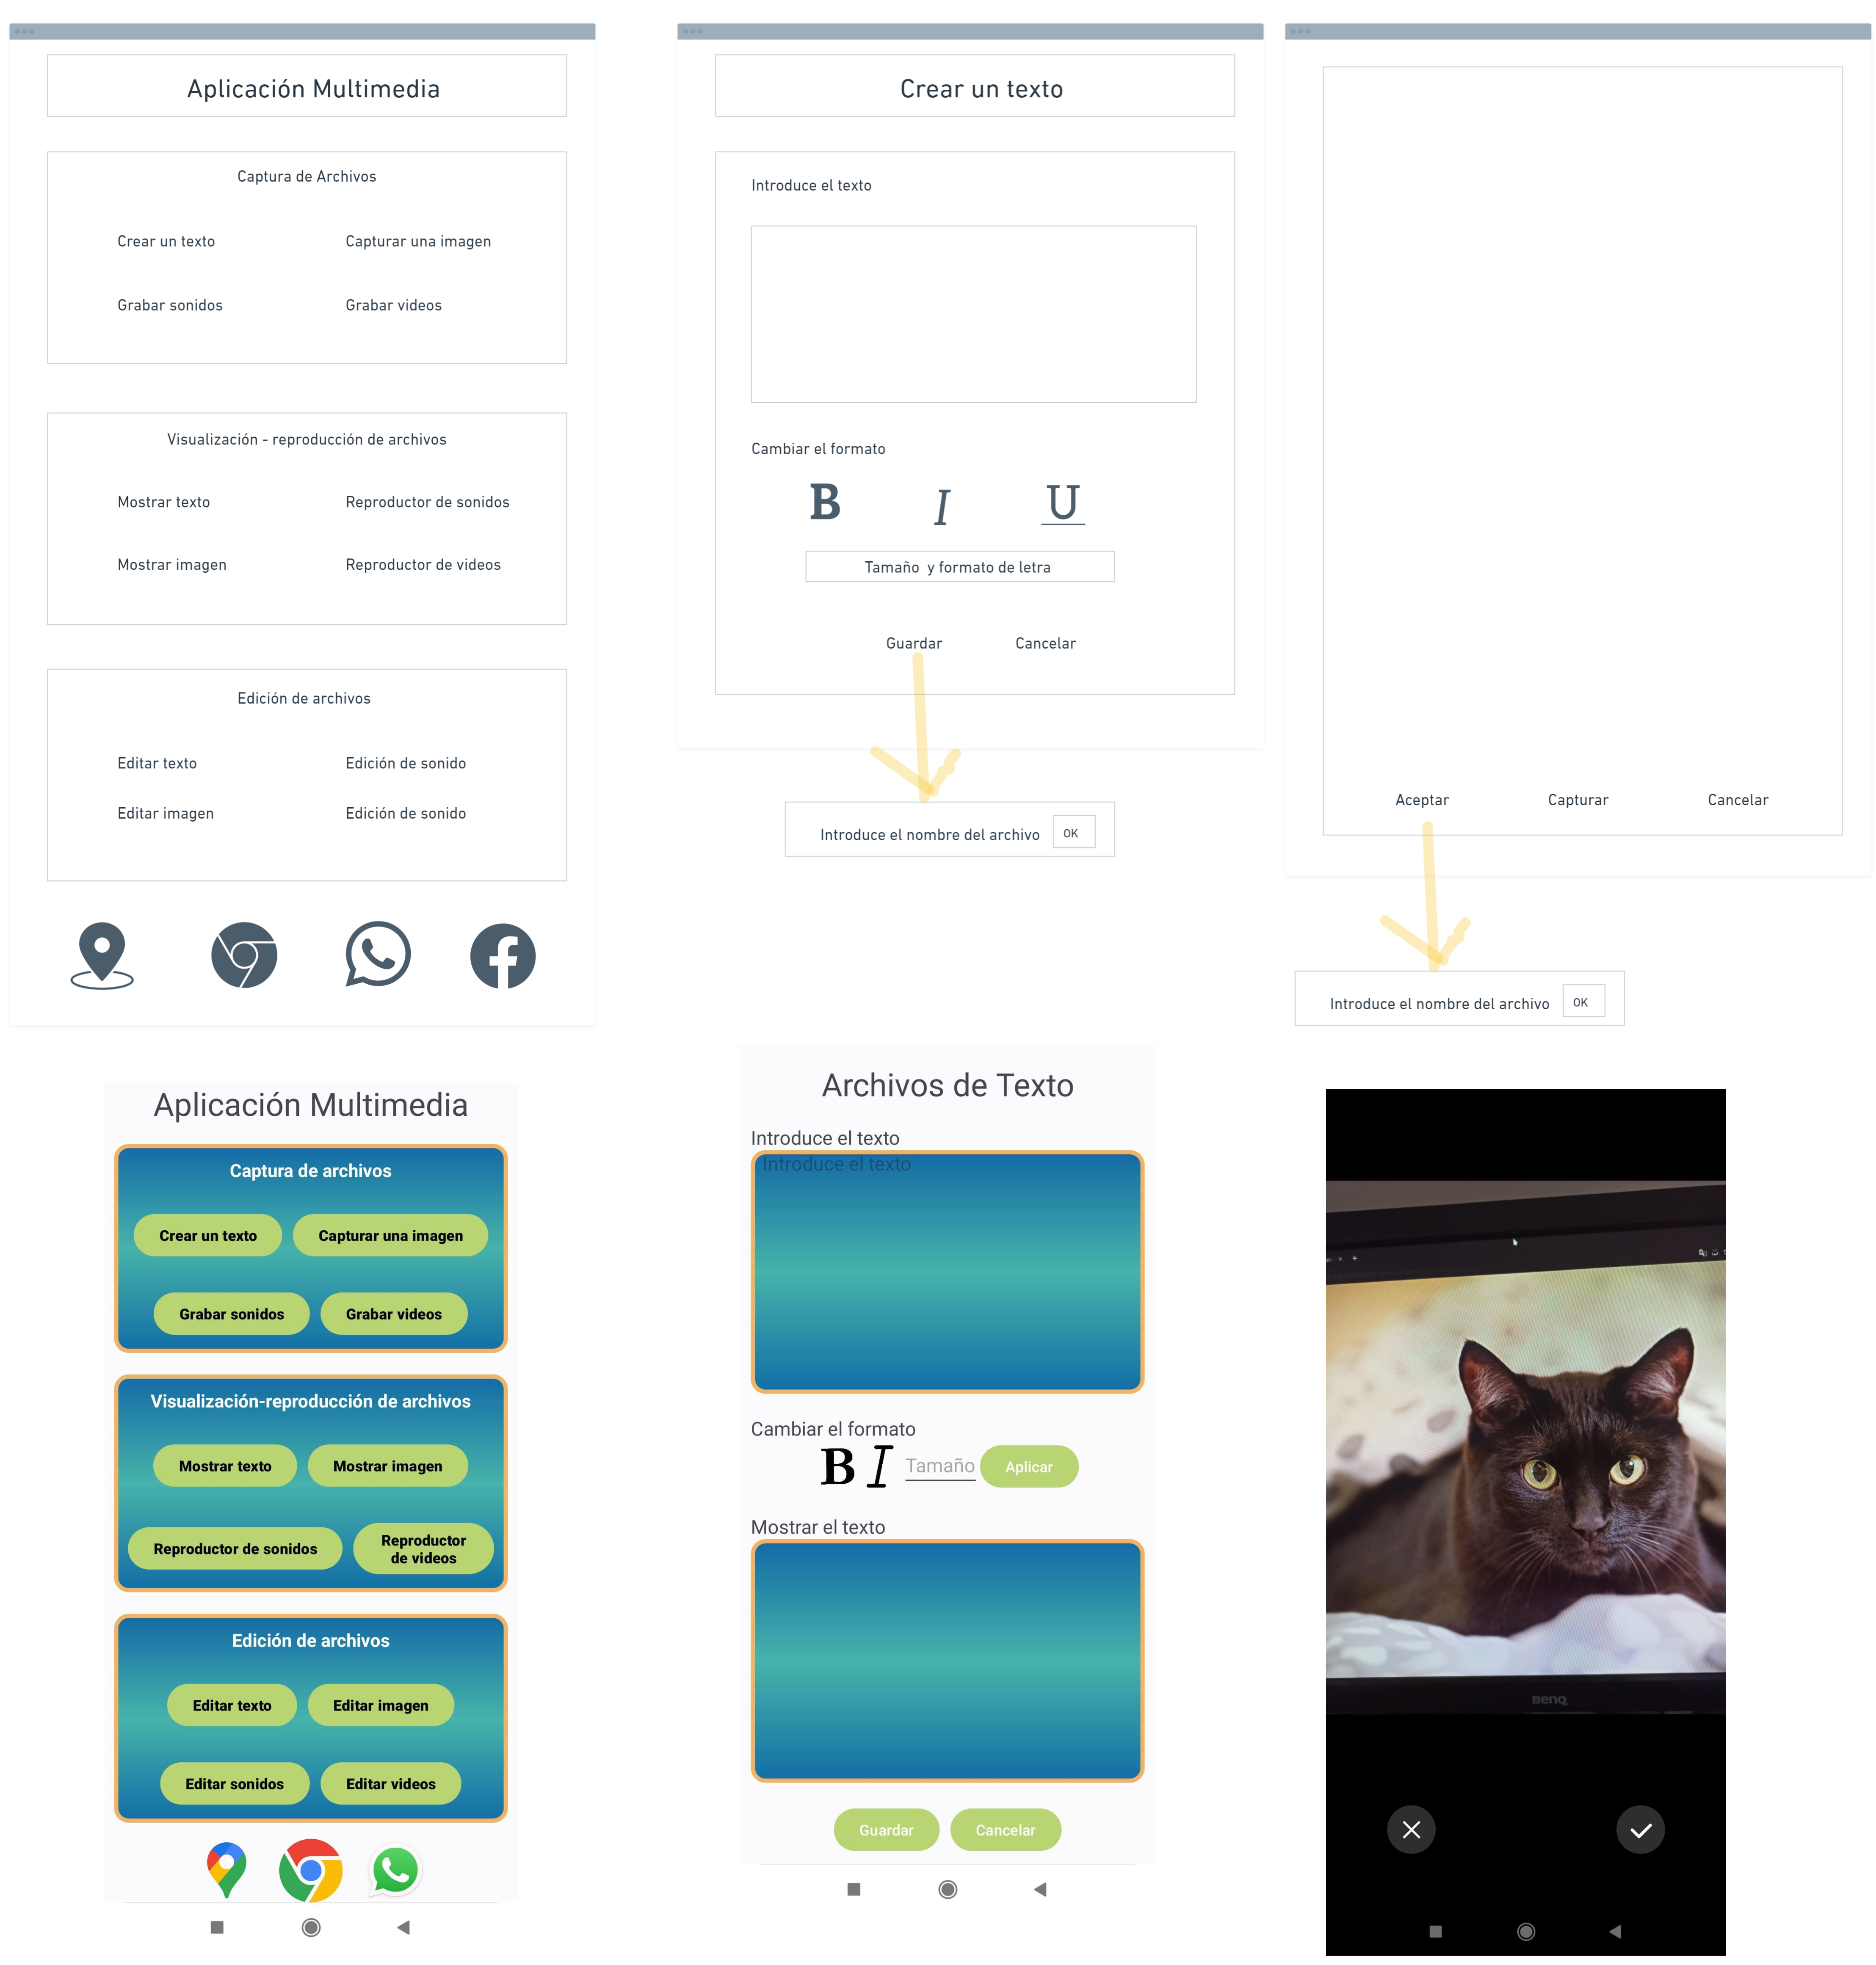 Aplicación Multimedia
Captura de Archivos
Crear un texto
Capturar una imagen
Grabar sonidos
Grabar videos
Visualización - reproducción de archivos
Mostrar texto
Reproductor de sonidos
Mostrar imagen
Reproductor de videos
Edición de archivos
Editar texto
Edición de sonido
Editar imagen
Edición de sonido
Crear un texto
Introduce el texto
Cambiar el formato
B I U
Tamaño y formato de letra
Guardar
Cancelar
Introduce el nombre del archivo
OK
Aceptar
Capturar
Cancelar
Introduce el nombre del archivo
OK
Aplicación Multimedia
Captura de archivos
Crear un texto
Capturar una imagen
Grabar sonidos
Grabar videos
Visualización-reproducción de archivos
Mostrar texto
Mostrar imagen
Reproductor de sonidos
Reproductor
de videos
Edición de archivos
Editar texto
Editar imagen
Editar sonidos
Editar videos
Archivos de Texto
Introduce el texto
Introduce el texto
Cambiar el formato
B I
Tamaño
Aplicar
Mostrar el texto
Guardar
Cancelar
BenQ